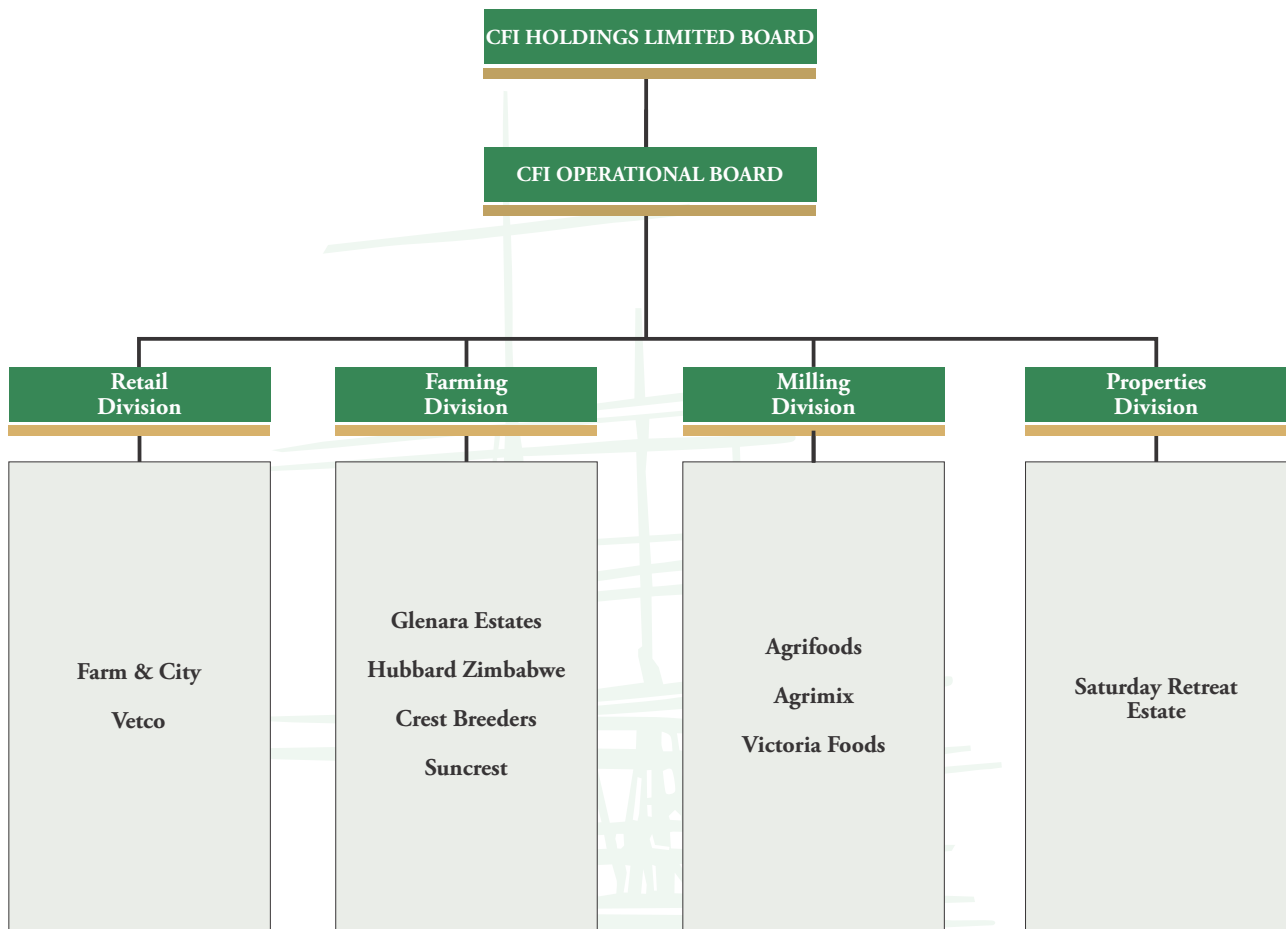 CFI HOLDINGS LIMITED BOARD
CFI OPERATIONAL BOARD
Retail
Division
Farm & City
Vetco
Farming
Division
Glenara Estates
Hubbard Zimbabwe
Crest Breeders
Suncrest
Milling
Division
Agrifoods
Agrimix
Victoria Foods
Properties
Division
Saturday Retreat
Estate